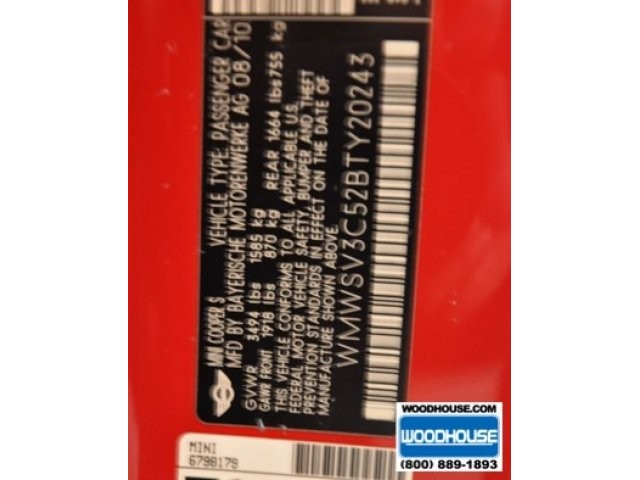 MINI COOPER S VEHICLE TYPE: PASSENGER CAR
MFD BY BAYERISCHE MOTORENWERKE AG 08/10
GVWR 3494 lbs 1585 kg
GAWR FRONT 1918 lbs 870 kg REAR 1664 lbs 755 kg
THIS VEHICLE CONFORMS TO ALL APPLICABLE US
FEDERAL MOTOR VEHICLE SAFETY, BUMPER AND THEFT
PREVENTION STANDARDS IN EFFECT ON THE DATE OF
MANUFACTURE SHOWN ABOVE.
WMWSV3C52BTY20243
MINI
6798179
WOODHOUSE.COM
WOODHOUSE
(800) 889-1893